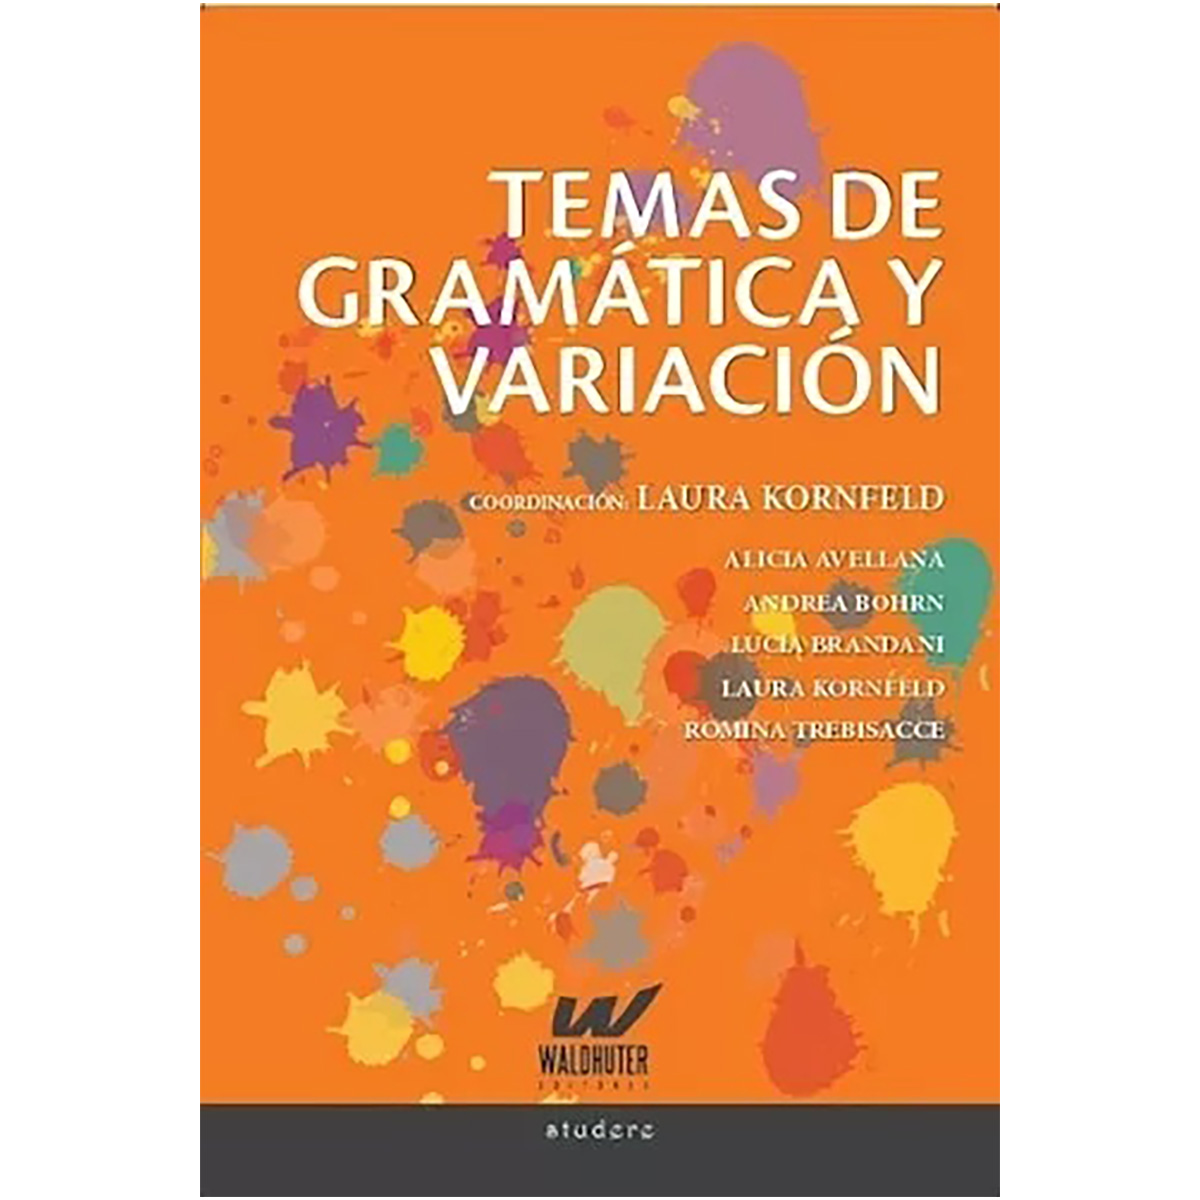 TEMAS DE
GRAMÁTICA Y
VARIACIÓN
COORDINACIÓN: LAURA KORNFELD
ALICIA AVELLANA
ANDREA BOHRN
LUCÍA BRANDANI
LAURA KORNFELD
ROMINA TREBISACCE
W
WALDHUTER
EDITORES
studere